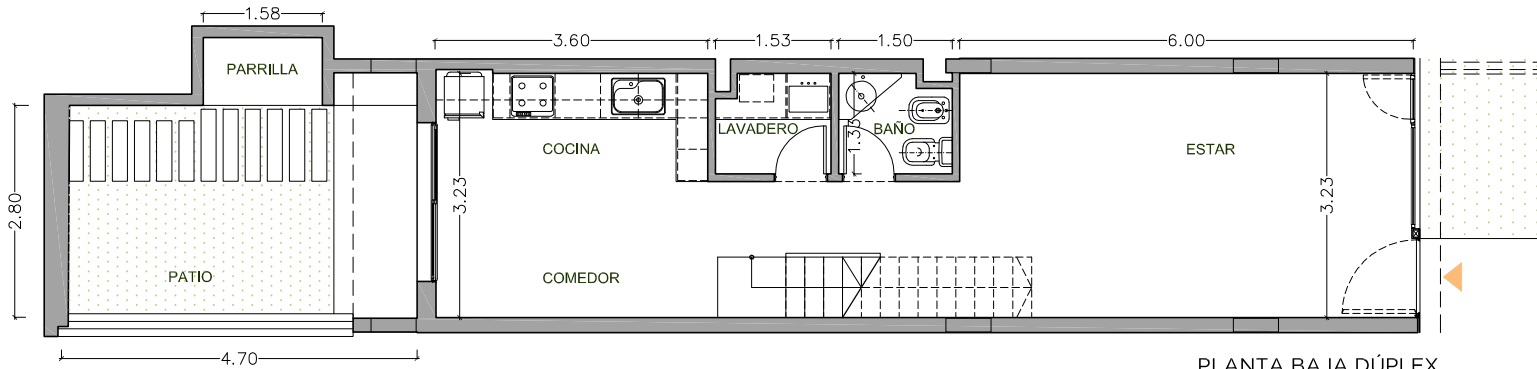 1.58
3.60
1.53
1.50
6.00
PARRILLA
LAVADERO
BAÑO
1.33
COCINA
ESTAR
2.80
3.23
3.23
PATIO
COMEDOR
4.70
PLANTA BAJA DÚPLEX